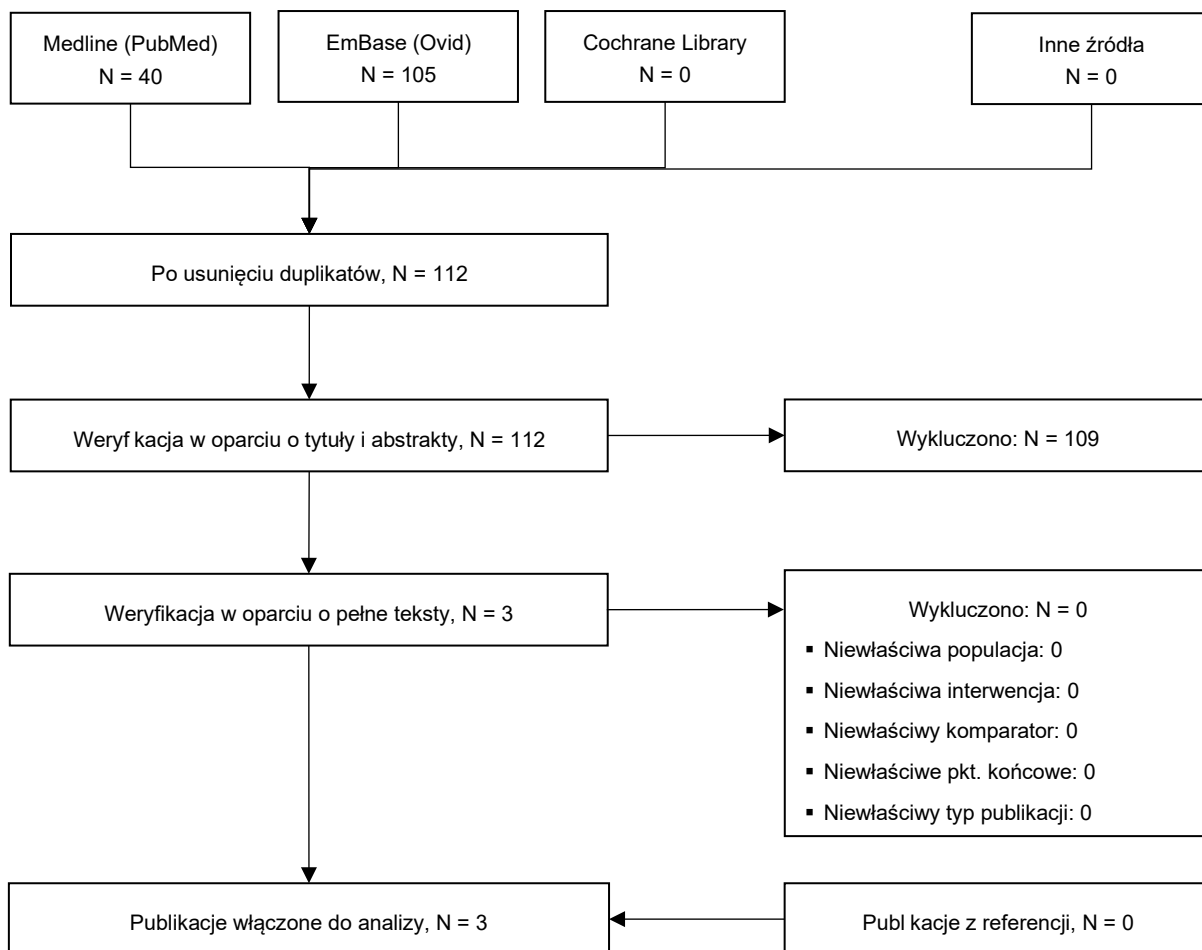 Medline (PubMed)
N = 40
EmBase (Ovid)
N = 105
Cochrane Library
N = 0
Inne źródła
N = 0
Po usunięciu duplikatów, N = 112
Weryf kacja w oparciu o tytuły i abstrakty, N = 112
Wykluczono: N = 109
Weryfikacja w oparciu o pełne teksty, N = 3
Wykluczono: N = 0
▪ Niewłaściwa populacja: 0
▪ Niewłaściwa interwencja: 0
▪ Niewłaściwy komparator: 0
▪ Niewłaściwe pkt. końcowe: 0
▪ Niewłaściwy typ publikacji: 0
Publikacje włączone do analizy, N = 3
Publ kacje z referencji, N = 0